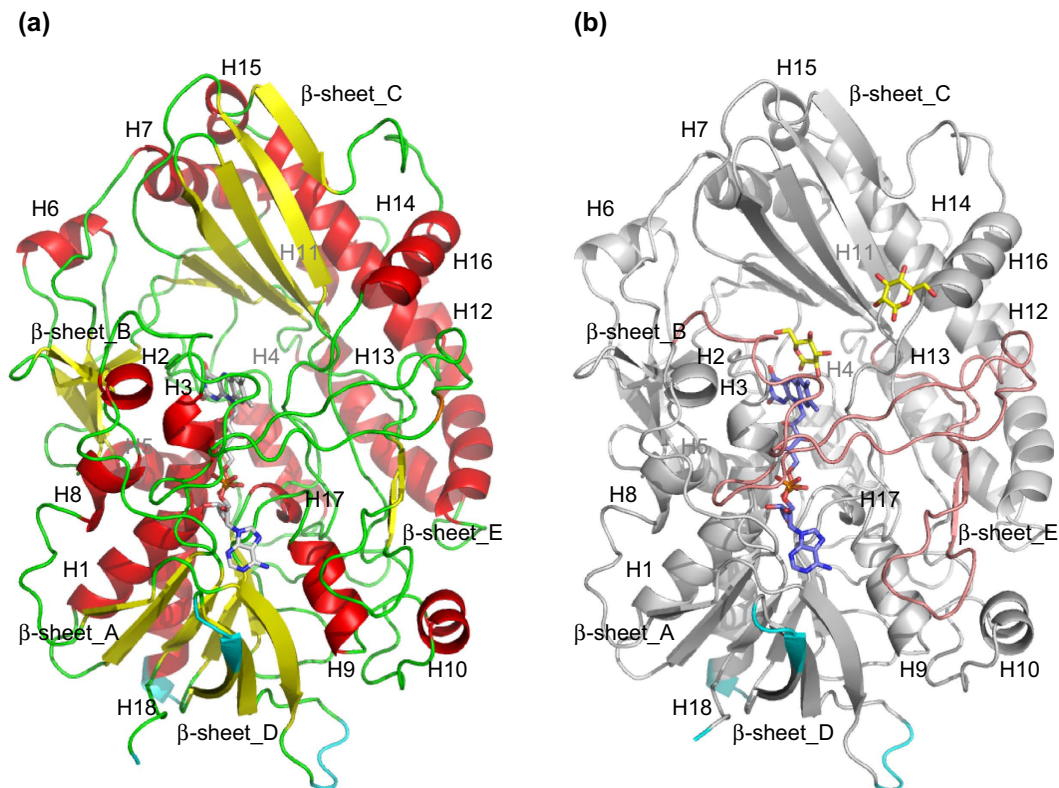 (a)
H15
β-sheet_C
H7
H6
H14
H11
H16
H12
β-sheet_B
H2
H4
H13
H3
H5
H8
H17
β-sheet_E
H1
β-sheet_A
H9
H10
H18
β-sheet_D
(b)
H15
β-sheet_C
H7
H6
H14
H11
H16
H12
β-sheet_B
H2
H4
H13
H3
H5
H8
H17
β-sheet_E
H1
β-sheet_A
H9
H10
H18
β-sheet_D